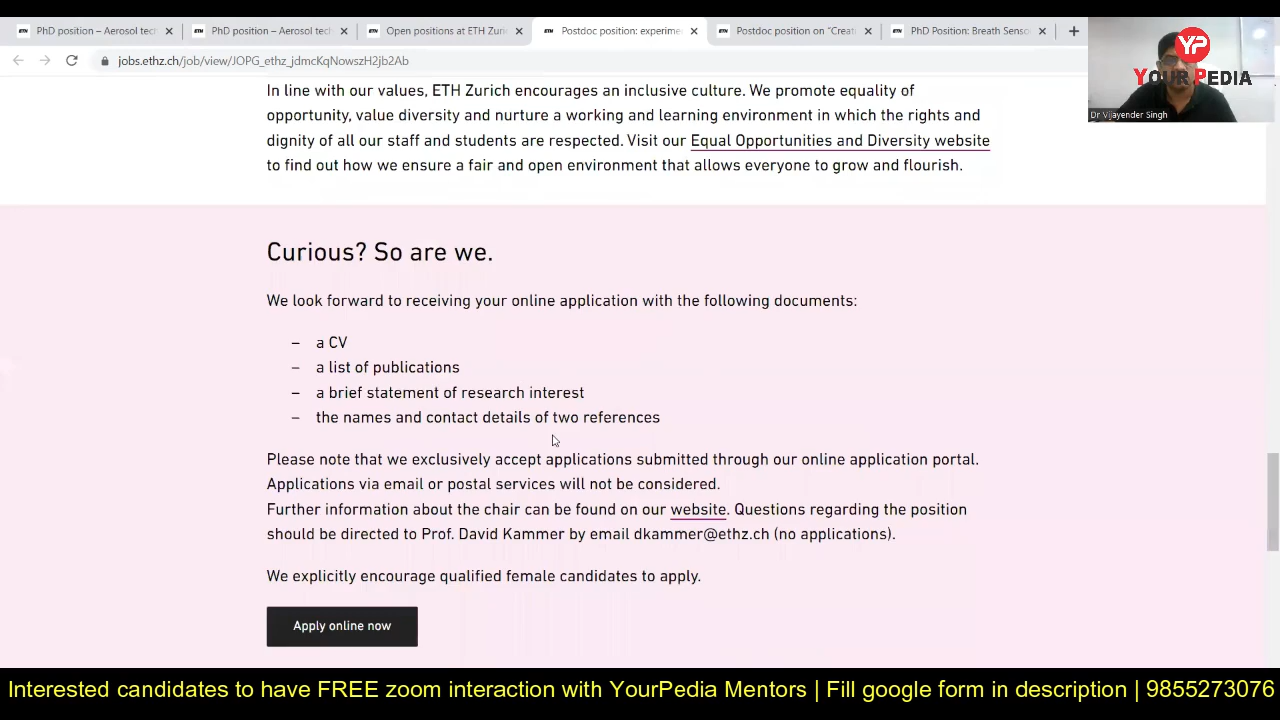 PhD position – Aerosol tech
PhD position – Aerosol tech
Open positions at ETH Zuri
Postdoc position: experime
Postdoc position on "Creati
PhD Position: Breath Senso
jobs.ethz.ch/job/view/JOPG_ethz_jdmcKqNowszH2jb2Ab
YP
YOUR PEDIA
Dr Vijayender Singh
In line with our values, ETH Zurich encourages an inclusive culture. We promote equality of
opportunity, value diversity and nurture a working and learning environment in which the rights and
dignity of all our staff and students are respected. Visit our Equal Opportunities and Diversity website
to find out how we ensure a fair and open environment that allows everyone to grow and flourish.
Curious? So are we.
We look forward to receiving your online application with the following documents:
– a CV
– a list of publications
– a brief statement of research interest
– the names and contact details of two references
Please note that we exclusively accept applications submitted through our online application portal.
Applications via email or postal services will not be considered.
Further information about the chair can be found on our website. Questions regarding the position
should be directed to Prof. David Kammer by email dkammer@ethz.ch (no applications).
We explicitly encourage qualified female candidates to apply.
Apply online now
Interested candidates to have FREE zoom interaction with YourPedia Mentors | Fill google form in description | 9855273076